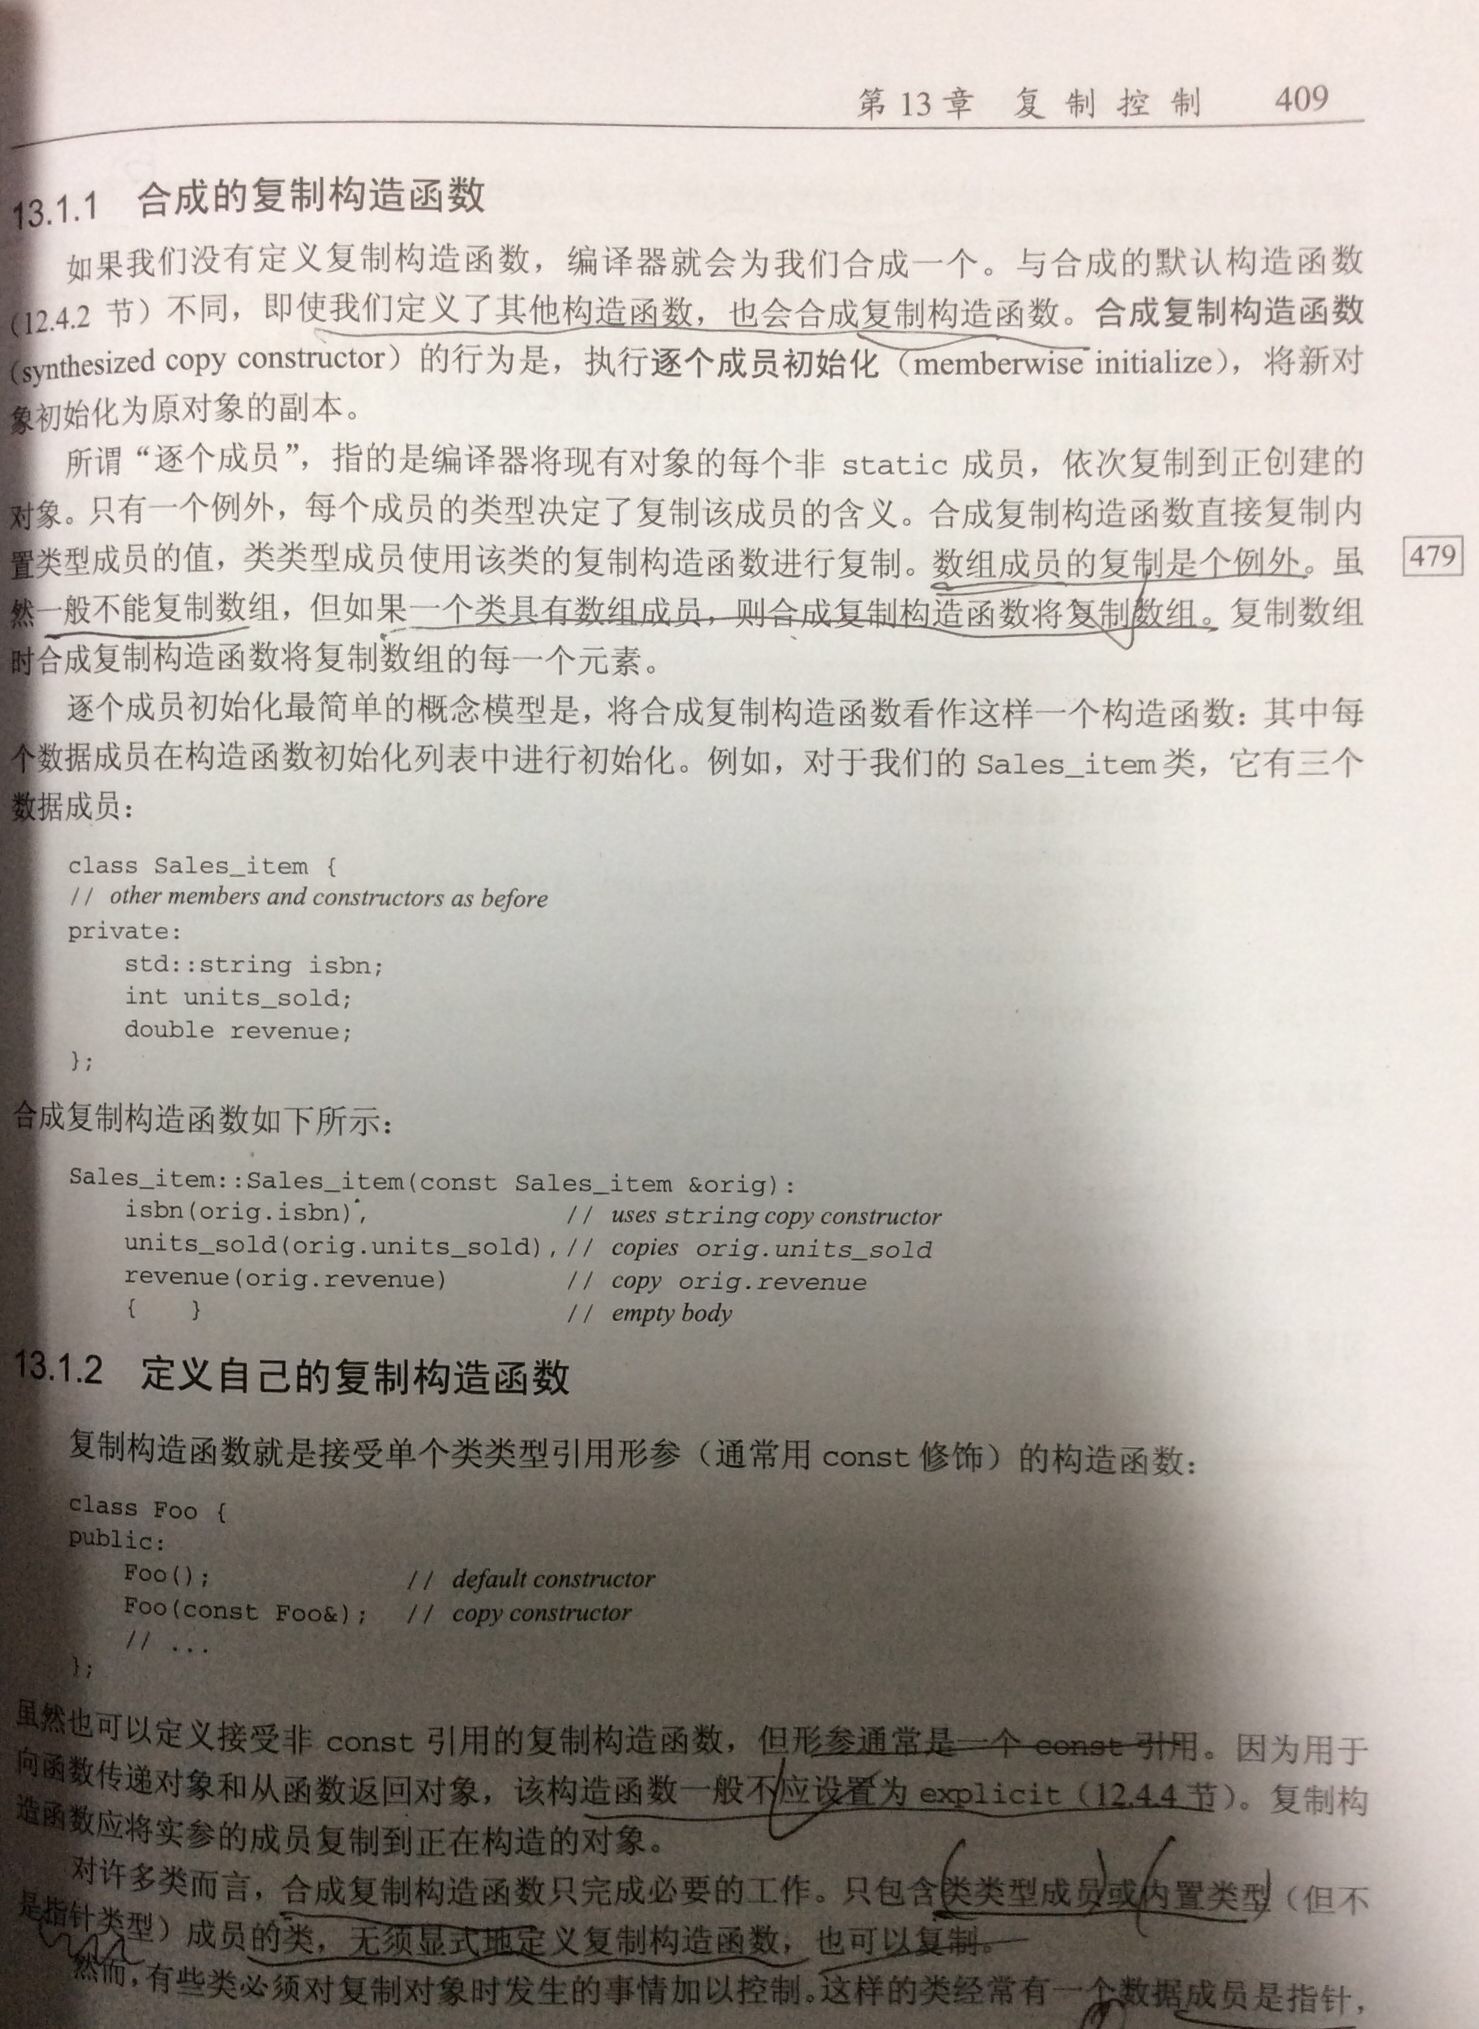 第 13 章 复 制 控 制 409
13.1.1 合成的复制构造函数
如果我们没有定义复制构造函数，编译器就会为我们合成一个。与合成的默认构造函数
（12.4.2 节）不同，即使我们定义了其他构造函数，也会合成复制构造函数。合成复制构造函数
（synthesized copy constructor）的行为是，执行逐个成员初始化（memberwise initialize），将新对
象初始化为原对象的副本。
所谓“逐个成员”，指的是编译器将现有对象的每个非 static 成员，依次复制到正创建的
对象。只有一个例外，每个成员的类型决定了复制该成员的含义。合成复制构造函数直接复制内
置类型成员的值，类类型成员使用该类的复制构造函数进行复制。数组成员的复制是个例外。虽
479
然一般不能复制数组，但如果一个类具有数组成员，则合成复制构造函数将复制数组。复制数组
时合成复制构造函数将复制数组的每一个元素。
逐个成员初始化最简单的概念模型是，将合成复制构造函数看作这样一个构造函数：其中每
个数据成员在构造函数初始化列表中进行初始化。例如，对于我们的 Sales_item 类，它有三个
数据成员：
class Sales_item {
// other members and constructors as before
private:
std::string isbn;
int units_sold;
double revenue;
};
合成复制构造函数如下所示：
Sales_item::Sales_item(const Sales_item &orig):
isbn(orig.isbn), // uses string copy constructor
units_sold(orig.units_sold), // copies orig.units_sold
revenue(orig.revenue) // copy orig.revenue
{ } // empty body
13.1.2 定义自己的复制构造函数
复制构造函数就是接受单个类类型引用形参（通常用 const 修饰）的构造函数：
class Foo {
public:
Foo(); // default constructor
Foo(const Foo&); // copy constructor
// ...
};
虽然也可以定义接受非 const 引用的复制构造函数，但形参通常是一个 const 引用。因为用于
向函数传递对象和从函数返回对象，该构造函数一般不应设置为 explicit（12.4.4 节）。复制构
造函数应将实参的成员复制到正在构造的对象。
对许多类而言，合成复制构造函数只完成必要的工作。只包含类类型成员或内置类型（但不
是指针类型）成员的类，无须显式地定义复制构造函数，也可以复制。
然而，有些类必须对复制对象时发生的事情加以控制。这样的类经常有一个数据成员是指针，